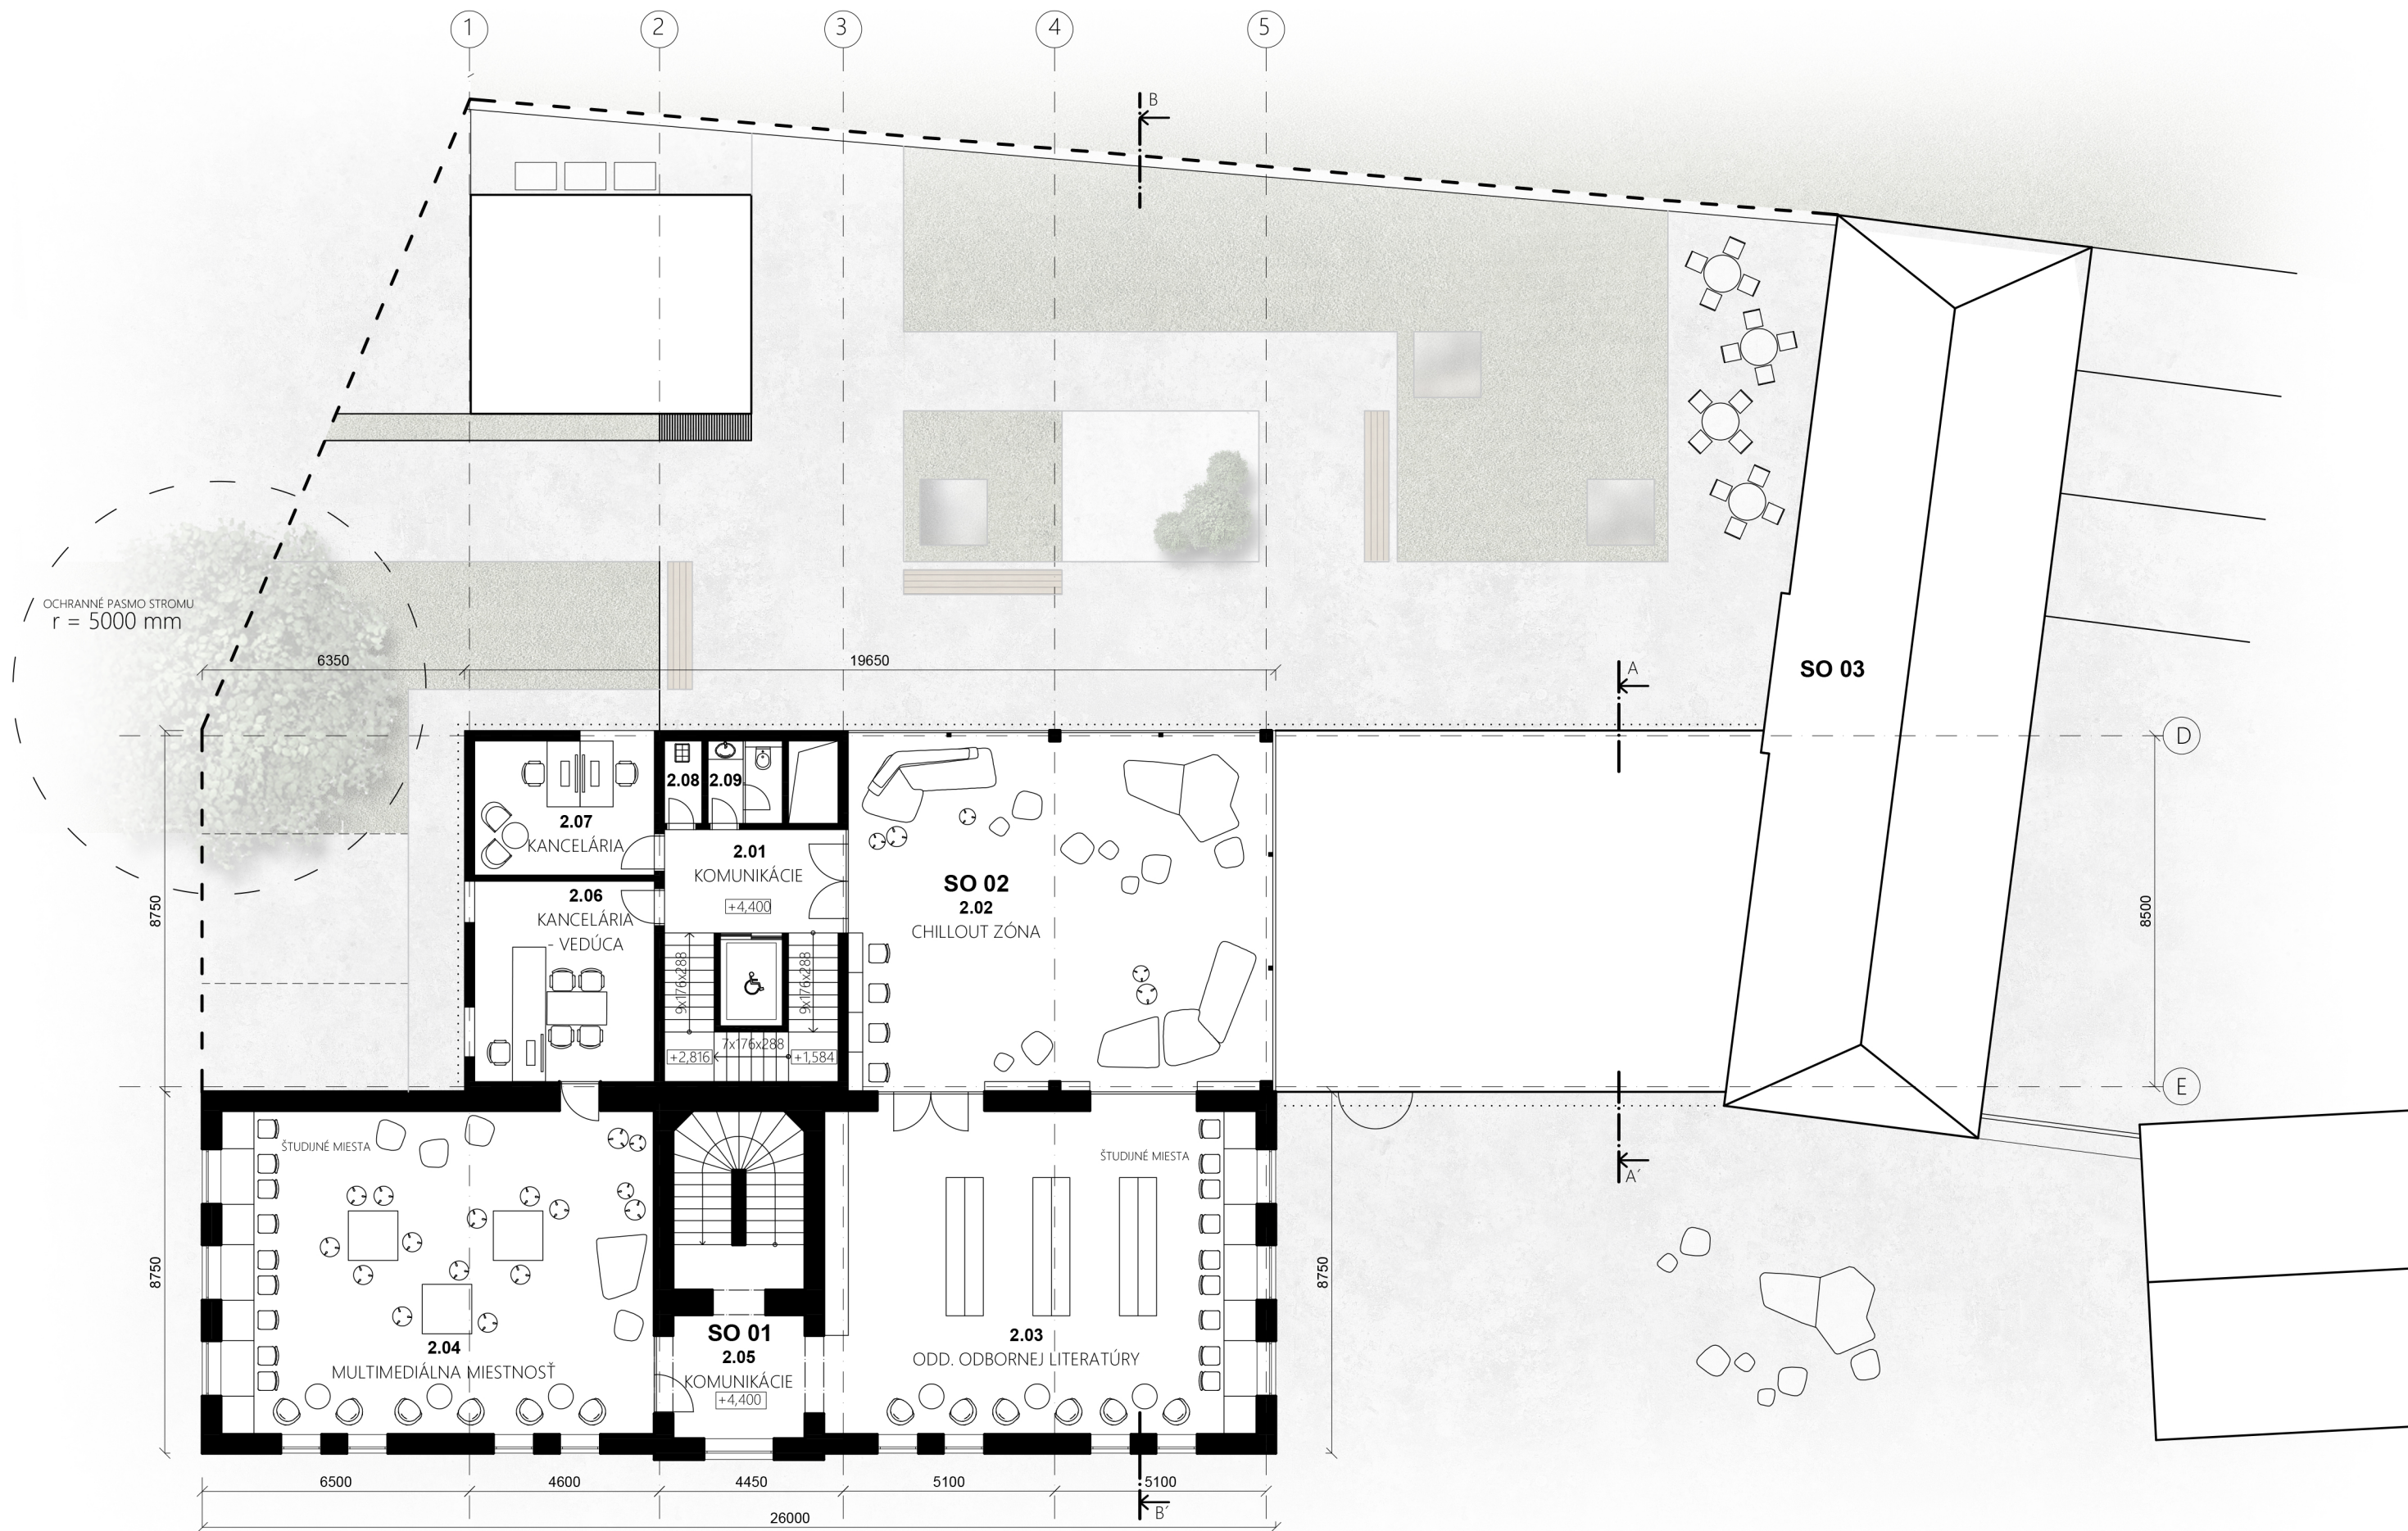 1
2
3
4
5
B
OCHRANNÉ PASMO STROMU
r = 5000 mm
6350
19650
A
SO 03
D
2.08
2.09
2.07
KANCELÁRIA
2.01
KOMUNIKÁCIE
+4,400
SO 02
2.02
CHILLOUT ZÓNA
2.06
KANCELÁRIA
- VEDÚCA
8750
8500
9x176x288
9x176x288
7x176x288
+2,816
+1,584
E
ŠTUDIJNÉ MIESTA
ŠTUDIJNÉ MIESTA
A´
8750
8750
SO 01
2.05
KOMUNIKÁCIE
+4,400
2.04
MULTIMEDIÁLNA MIESTNOSŤ
2.03
ODD. ODBORNEJ LITERATÚRY
6500
4600
4450
5100
5100
B´
26000